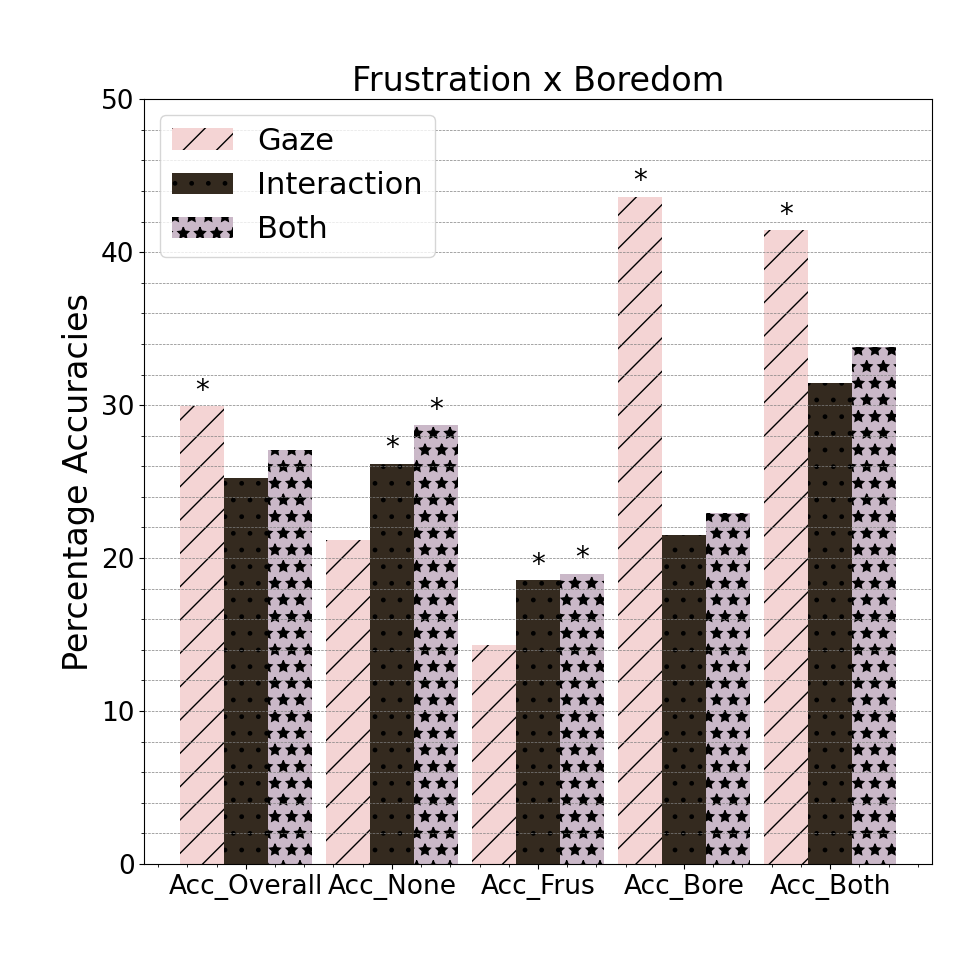 Frustration x Boredom
50
40
30
20
10
0
Percentage Accuracies
Gaze
Interaction
Both
*
* *
* *
*
*
Acc_Overall Acc_None Acc_Frus Acc_Bore Acc_Both